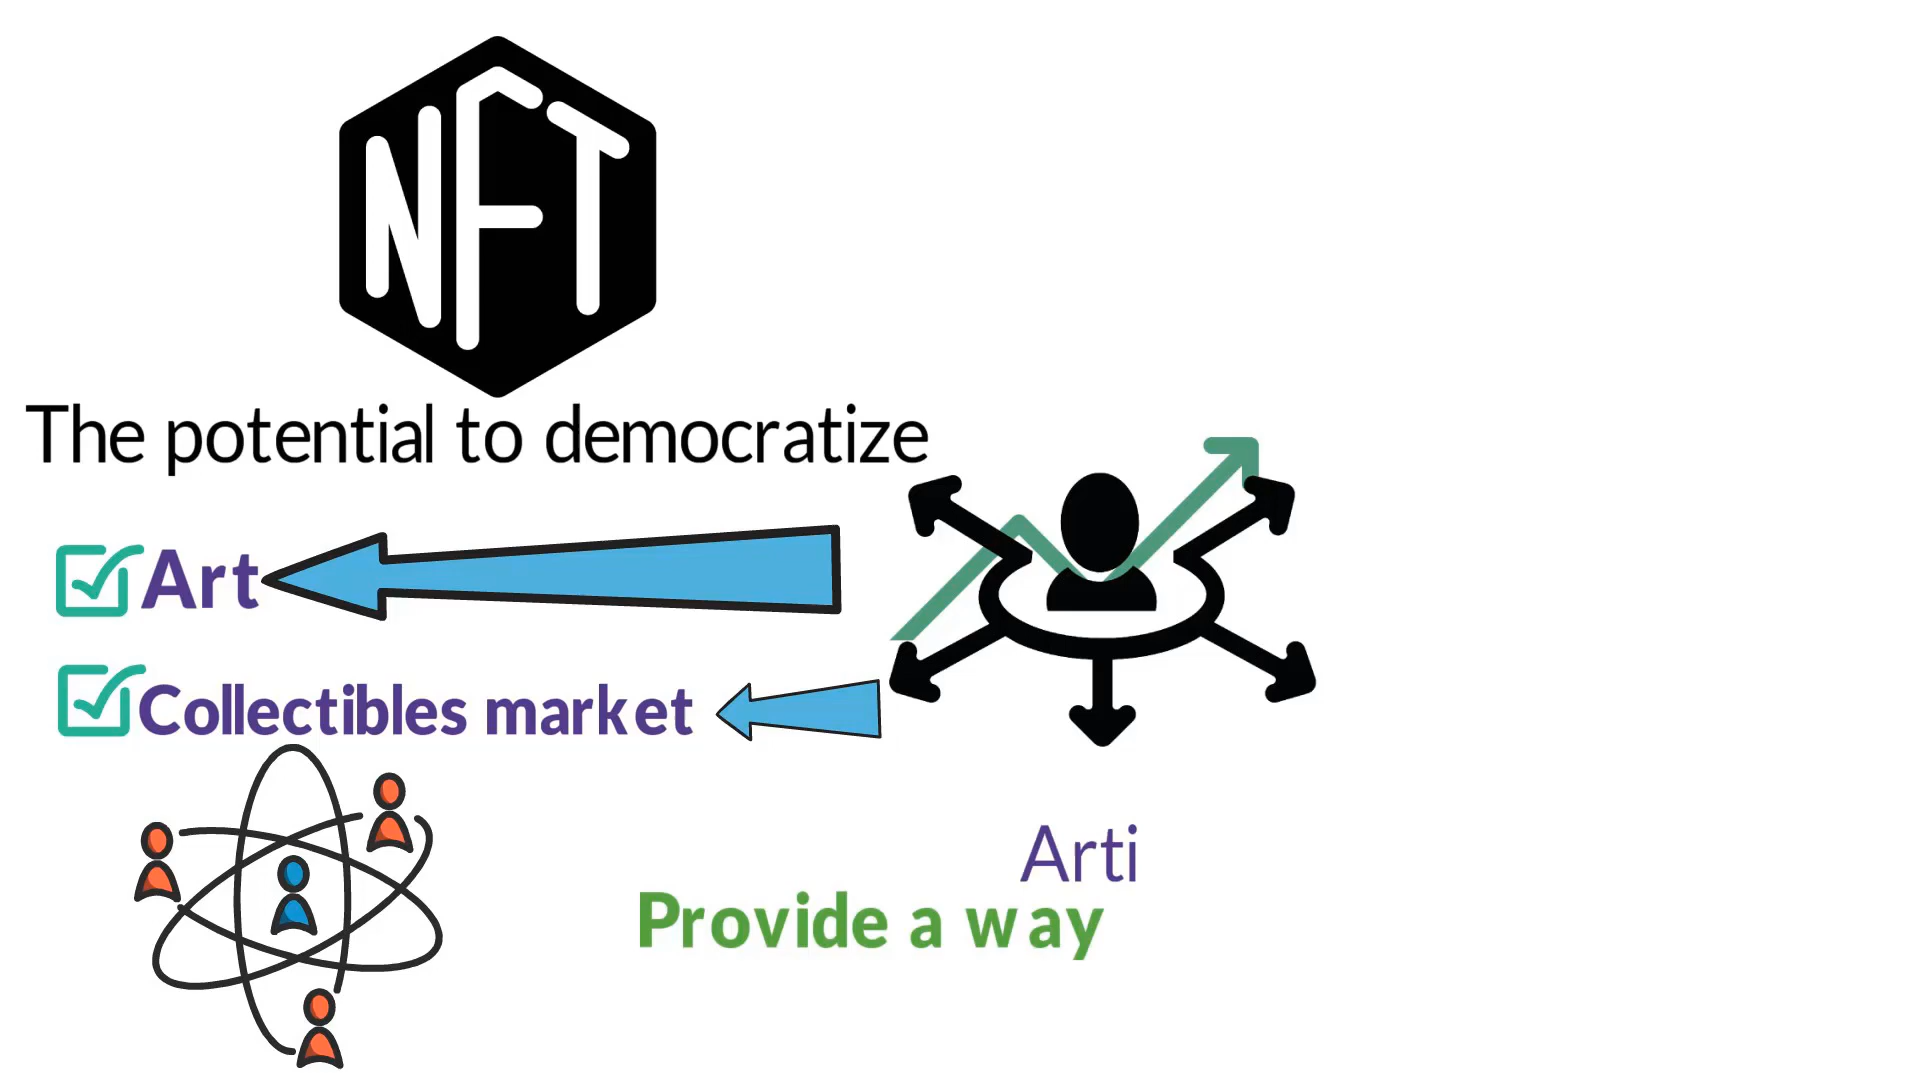 NFT
The potential to democratize
Art
Collectibles market
Arti
Provide a way